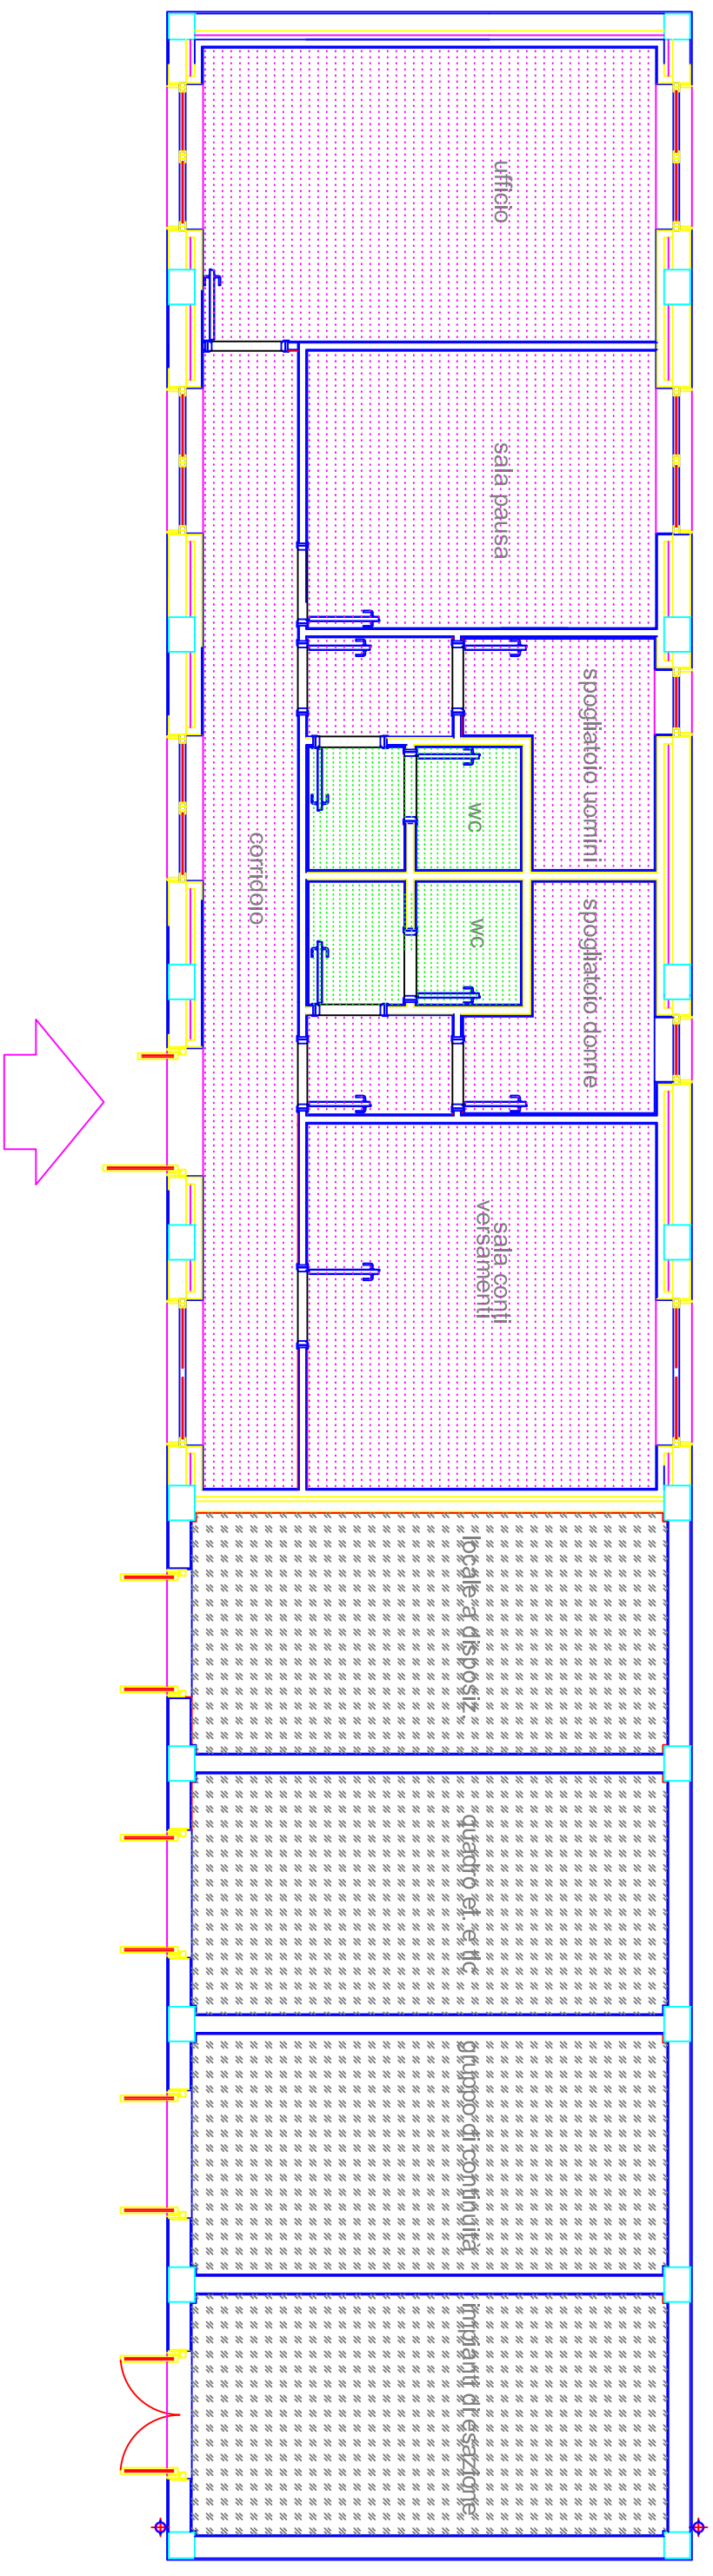 ufficio
sala pausa
spogliatoio uomini
wc
corridoio
wc
spogliatoio donne
sala conti
versamenti
locale a disposiz.
quadro el. e tlc
gruppo di continuità
impianti di esazione